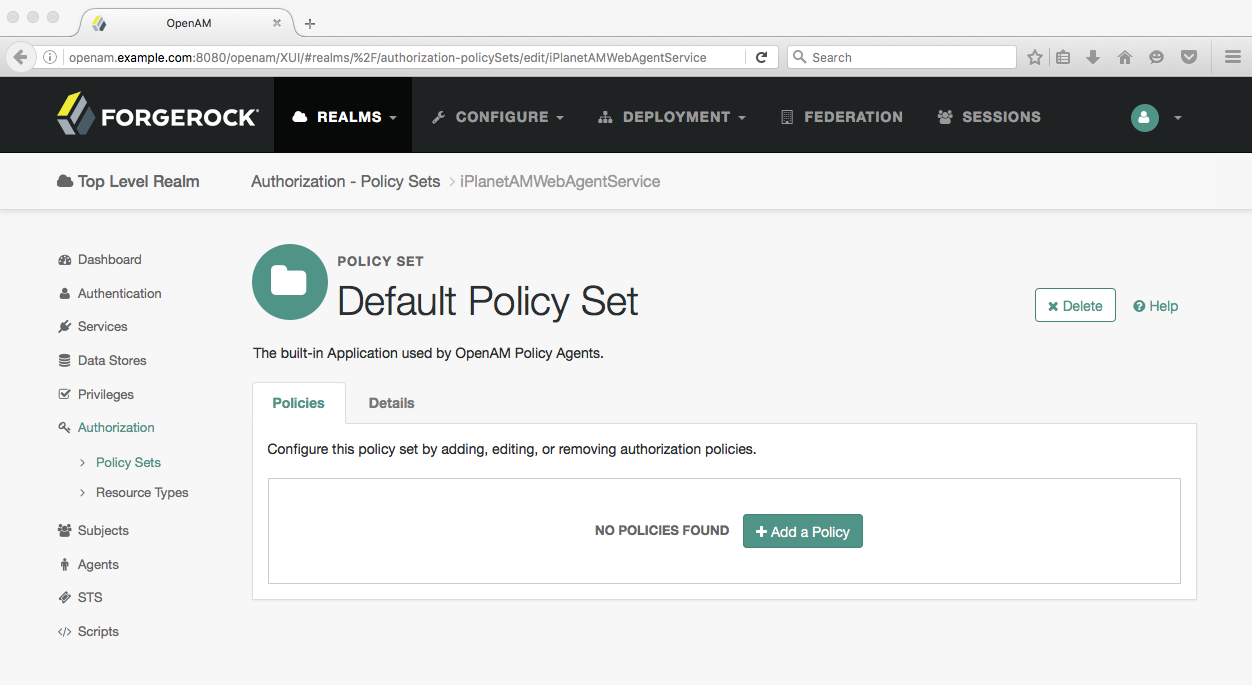 OpenAM
openam.example.com:8080/openam/XUI/#realms/%2F/authorization-policySets/edit/iPlanetAMWebAgentService
Search
FORGEROCK
REALMS
CONFIGURE
DEPLOYMENT
FEDERATION
SESSIONS
Top Level Realm
Authorization - Policy Sets
iPlanetAMWebAgentService
Dashboard
Authentication
Services
Data Stores
Privileges
Authorization
Policy Sets
Resource Types
Subjects
Agents
STS
Scripts
POLICY SET
Default Policy Set
Delete
Help
The built-in Application used by OpenAM Policy Agents.
Policies
Details
Configure this policy set by adding, editing, or removing authorization policies.
NO POLICIES FOUND
Add a Policy